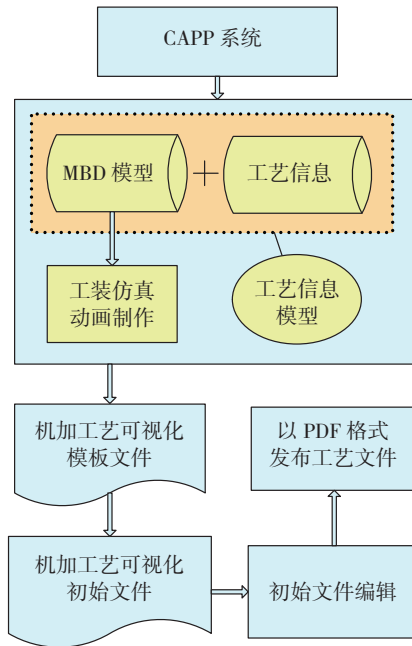 CAPP 系统
MBD 模型
工艺信息
工装仿真
动画制作
工艺信息
模型
机加工艺可视化
模板文件
以 PDF 格式
发布工艺文件
机加工艺可视化
初始文件
初始文件编辑